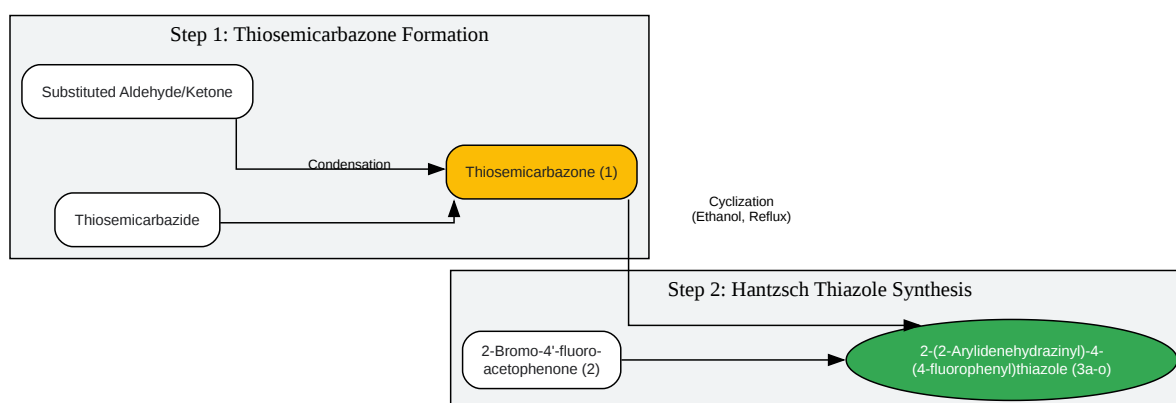 Step 1: Thiosemicarbazone Formation
Substituted Aldehyde/Ketone
Condensation
Thiosemicarbazone (1)
Thiosemicarbazide
Cyclization
(Ethanol, Reflux)
Step 2: Hantzsch Thiazole Synthesis
2-Bromo-4'-fluoro-
acetophenone (2)
2-(2-Arylidenehydrazinyl)-4-
(4-fluorophenyl)thiazole (3a-o)